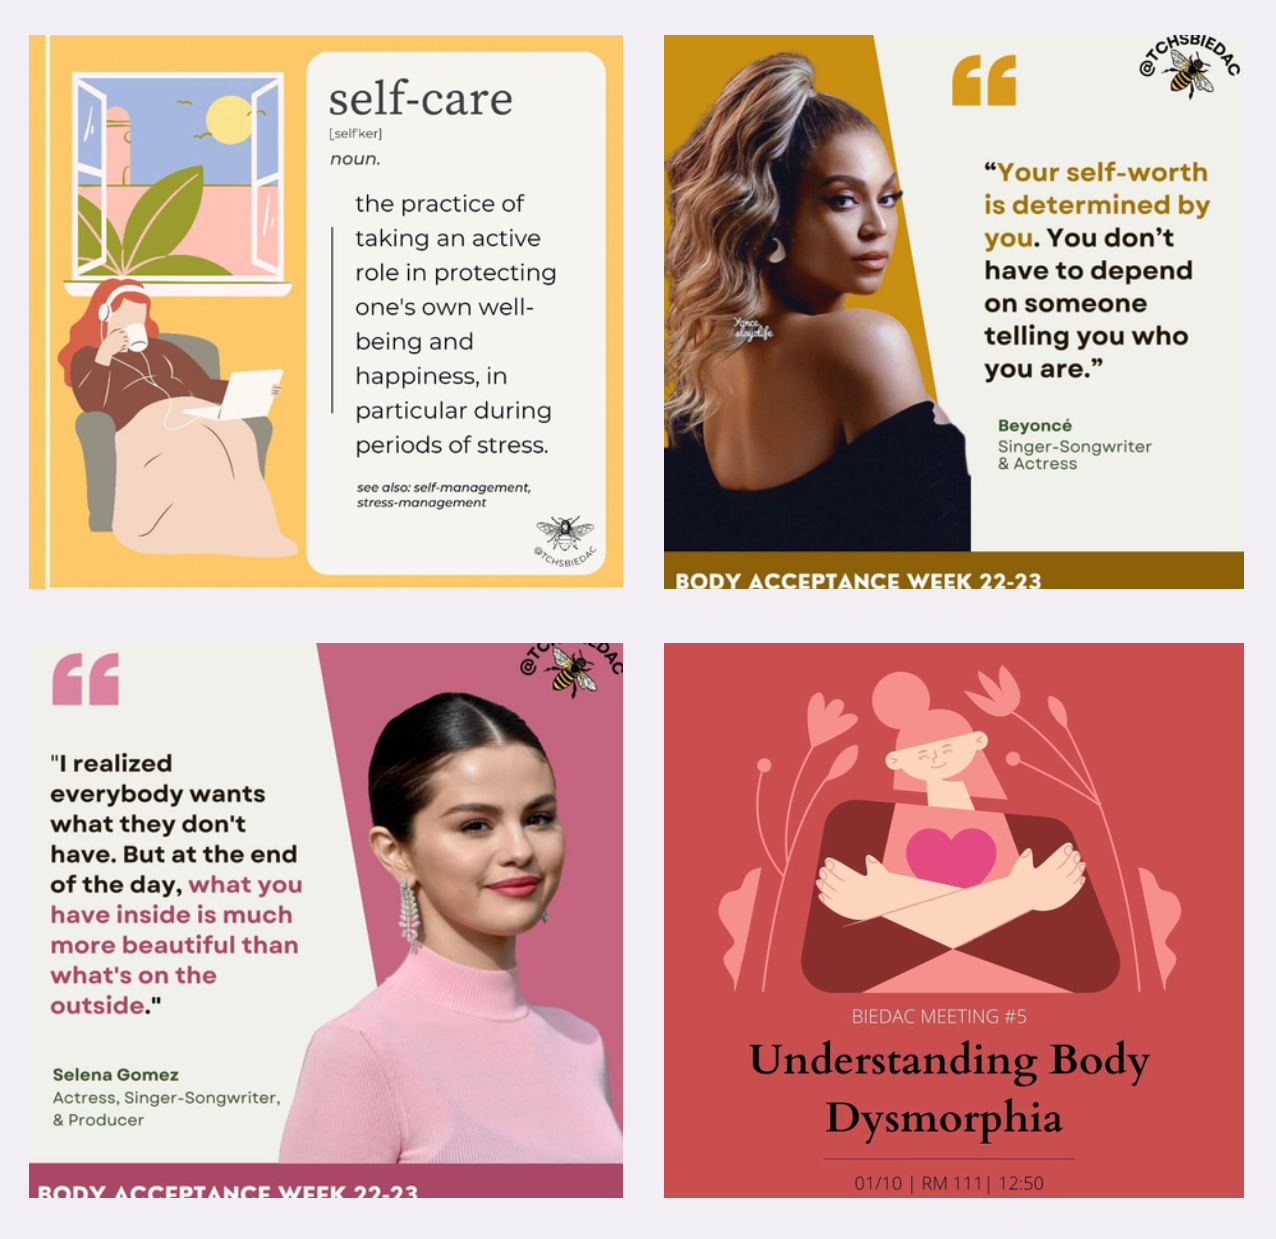 self-care
[self'ker]
noun.
the practice of
taking an active
role in protecting
one's own well-
being and
happiness, in
particular during
periods of stress.
see also: self-management,
stress-management
@TCHSBIEDAC
@TCHSBIEDAC
“Your self-worth
is determined by
you. You don’t
have to depend
on someone
telling you who
you are.”
Beyoncé
Singer-Songwriter
& Actress
BODY ACCEPTANCE WEEK 22-23
"I realized
everybody wants
what they don't
have. But at the end
of the day, what you
have inside is much
more beautiful than
what's on the
outside."
Selena Gomez
Actress, Singer-Songwriter,
& Producer
BODY ACCEPTANCE WEEK 22-23
BIEDAC MEETING #5
Understanding Body
Dysmorphia
01/10 | RM 111| 12:50